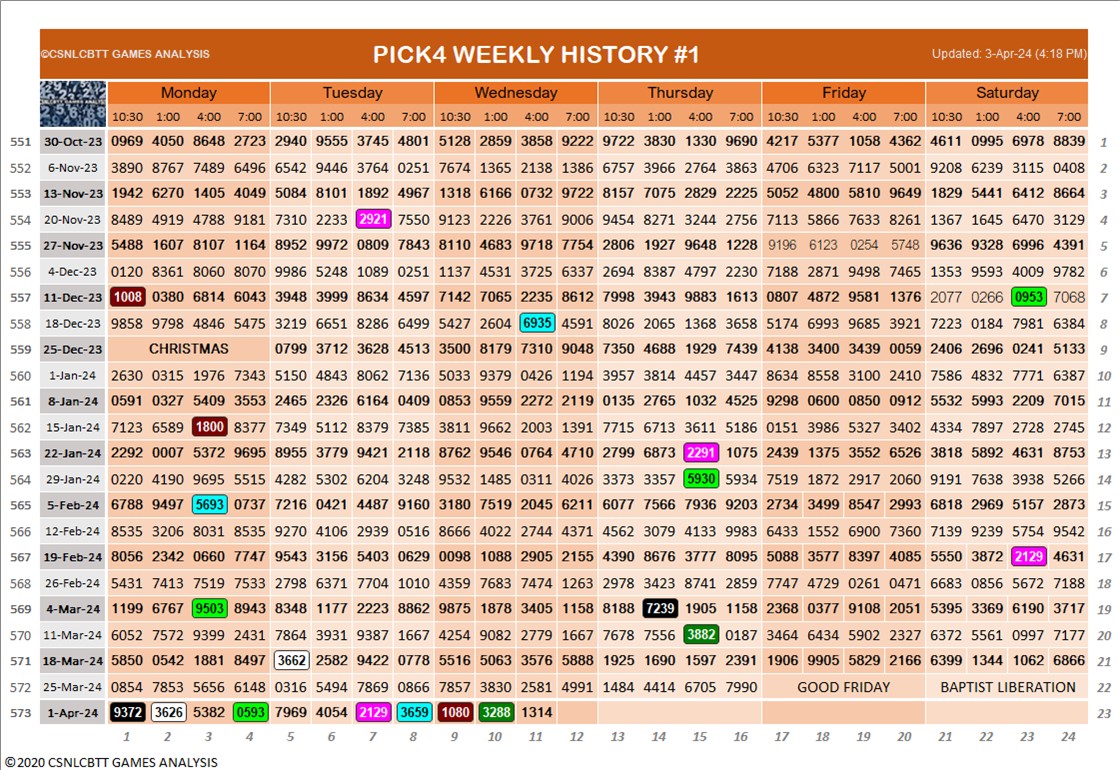 ©CSNLCBTT GAMES ANALYSIS PICK4 WEEKLY HISTORY #1 Updated: 3-Apr-24 (4:18 PM)
Monday Tuesday Wednesday Thursday Friday Saturday
10:30 1:00 4:00 7:00 10:30 1:00 4:00 7:00 10:30 1:00 4:00 7:00 10:30 1:00 4:00 7:00 10:30 1:00 4:00 7:00 10:30 1:00 4:00 7:00
551 30-Oct-23 0969 4050 8648 2723 2940 9555 3745 4801 5128 2859 3858 9222 9722 3830 1330 9690 4217 5377 1058 4362 4611 0995 6978 8839 1
552 6-Nov-23 3890 8767 7489 6496 6542 9446 3764 0251 7674 1365 2138 1386 6757 3966 2764 3863 4706 6323 7117 5001 9208 6239 3115 0408 2
553 13-Nov-23 1942 6270 1405 4049 5084 8101 1892 4967 1318 6166 0732 9722 8157 7075 2829 2225 5052 4800 5810 9649 1829 5441 6412 8664 3
554 20-Nov-23 8489 4919 4788 9181 7310 2233 2921 7550 9123 2226 3761 9006 9454 8271 3244 2756 7113 5266 7633 8261 1367 1645 6470 3129 4
555 27-Nov-23 5488 1607 8107 1164 8952 9972 0809 7843 8110 4683 9718 7754 2806 1927 9648 1228 9196 6123 0254 5748 9636 9328 6996 4391 5
556 4-Dec-23 0120 8361 8060 8070 9986 5248 1089 0251 1137 4531 3725 6337 2694 8387 4797 2230 7188 2871 9498 7465 1353 9593 4009 9782 6
557 11-Dec-23 1008 0380 6814 6043 3948 3999 8634 4597 7142 7065 2235 8612 7998 3943 9883 1613 0807 4872 9581 1376 2077 0266 0953 7068 7
558 18-Dec-23 9858 9798 4846 5475 3219 6651 8286 6499 5427 2604 6935 4591 8026 2065 1368 3658 5174 6993 9685 3921 7223 0184 7981 6384 8
559 25-Dec-23 CHRISTMAS 0799 3712 3628 4513 3500 8179 7310 9048 7350 4688 1929 7439 4138 3400 3439 0059 2406 2696 0241 5133 9
560 1-Jan-24 2630 0315 1976 7343 5150 4843 8062 7136 5033 9379 0426 1194 3957 3814 4457 3447 8634 8558 3100 2410 7586 4832 7771 6387 10
561 8-Jan-24 0591 0327 5409 3553 2465 2326 6164 0409 0853 9559 2272 2119 0135 2765 1032 4525 9298 0600 0850 0912 5532 5993 2209 7015 11
562 15-Jan-24 7123 6589 1800 8377 7349 5112 8379 7385 3811 9662 2003 1391 7715 6713 3611 5186 0151 3986 5327 3402 4334 7897 2728 2745 12
563 22-Jan-24 2292 0007 5372 9695 8955 3779 9421 2118 8762 9546 0764 4710 2799 6873 2291 1075 2439 1375 3552 6526 3818 5892 4631 8753 13
564 29-Jan-24 0220 4190 9695 5515 4282 5302 6204 3248 9532 1485 0311 4026 3373 3357 5930 5934 7519 1872 2917 2060 9191 7638 3938 5266 14
565 5-Feb-24 6788 9497 5693 0737 7216 0421 4487 9160 3180 7519 2045 6211 6077 7566 7936 9203 2734 3499 8547 2993 6818 2969 5157 2873 15
566 12-Feb-24 8535 3206 8031 8535 9270 4106 2939 0516 8666 4022 2744 4371 4562 3079 4133 9983 6433 1552 6900 7360 7139 9239 5754 9542 16
567 19-Feb-24 8056 2342 0660 7747 9543 3156 5403 0629 0098 1088 2905 2155 4390 8676 3777 8095 5088 3577 8397 4085 5550 3872 2129 4631 17
568 26-Feb-24 5431 7413 7519 7533 2798 6371 7704 1010 4359 7683 7474 1263 2978 3423 8741 2859 7747 4729 0261 0471 6683 0856 5672 7188 18
569 4-Mar-24 1199 6767 9503 8943 8348 1177 2223 8862 9875 1878 3405 1158 8188 7239 1905 1158 2368 0377 9108 2051 5395 3369 6190 3717 19
570 11-Mar-24 6052 7572 9399 2431 7864 3931 9387 1667 4254 9082 2779 1667 7678 7556 3882 0187 3464 6434 5902 2327 6372 5561 0997 7177 20
571 18-Mar-24 5850 0542 1881 8497 3662 2582 9422 0778 5516 5063 3576 5888 1925 1690 1597 2391 1906 9905 5829 2166 6399 1344 1062 6866 21
572 25-Mar-24 0854 7853 5656 6148 0316 5494 7869 0866 7857 3830 2581 4991 1484 4414 6705 7990 GOOD FRIDAY BAPTIST LIBERATION 22
573 1-Apr-24 9372 3626 5382 0593 7969 4054 2129 3659 1080 3288 1314 23
1 2 3 4 5 6 7 8 9 10 11 12 13 14 15 16 17 18 19 20 21 22 23 24
©2020 CSNLCBTT GAMES ANALYSIS